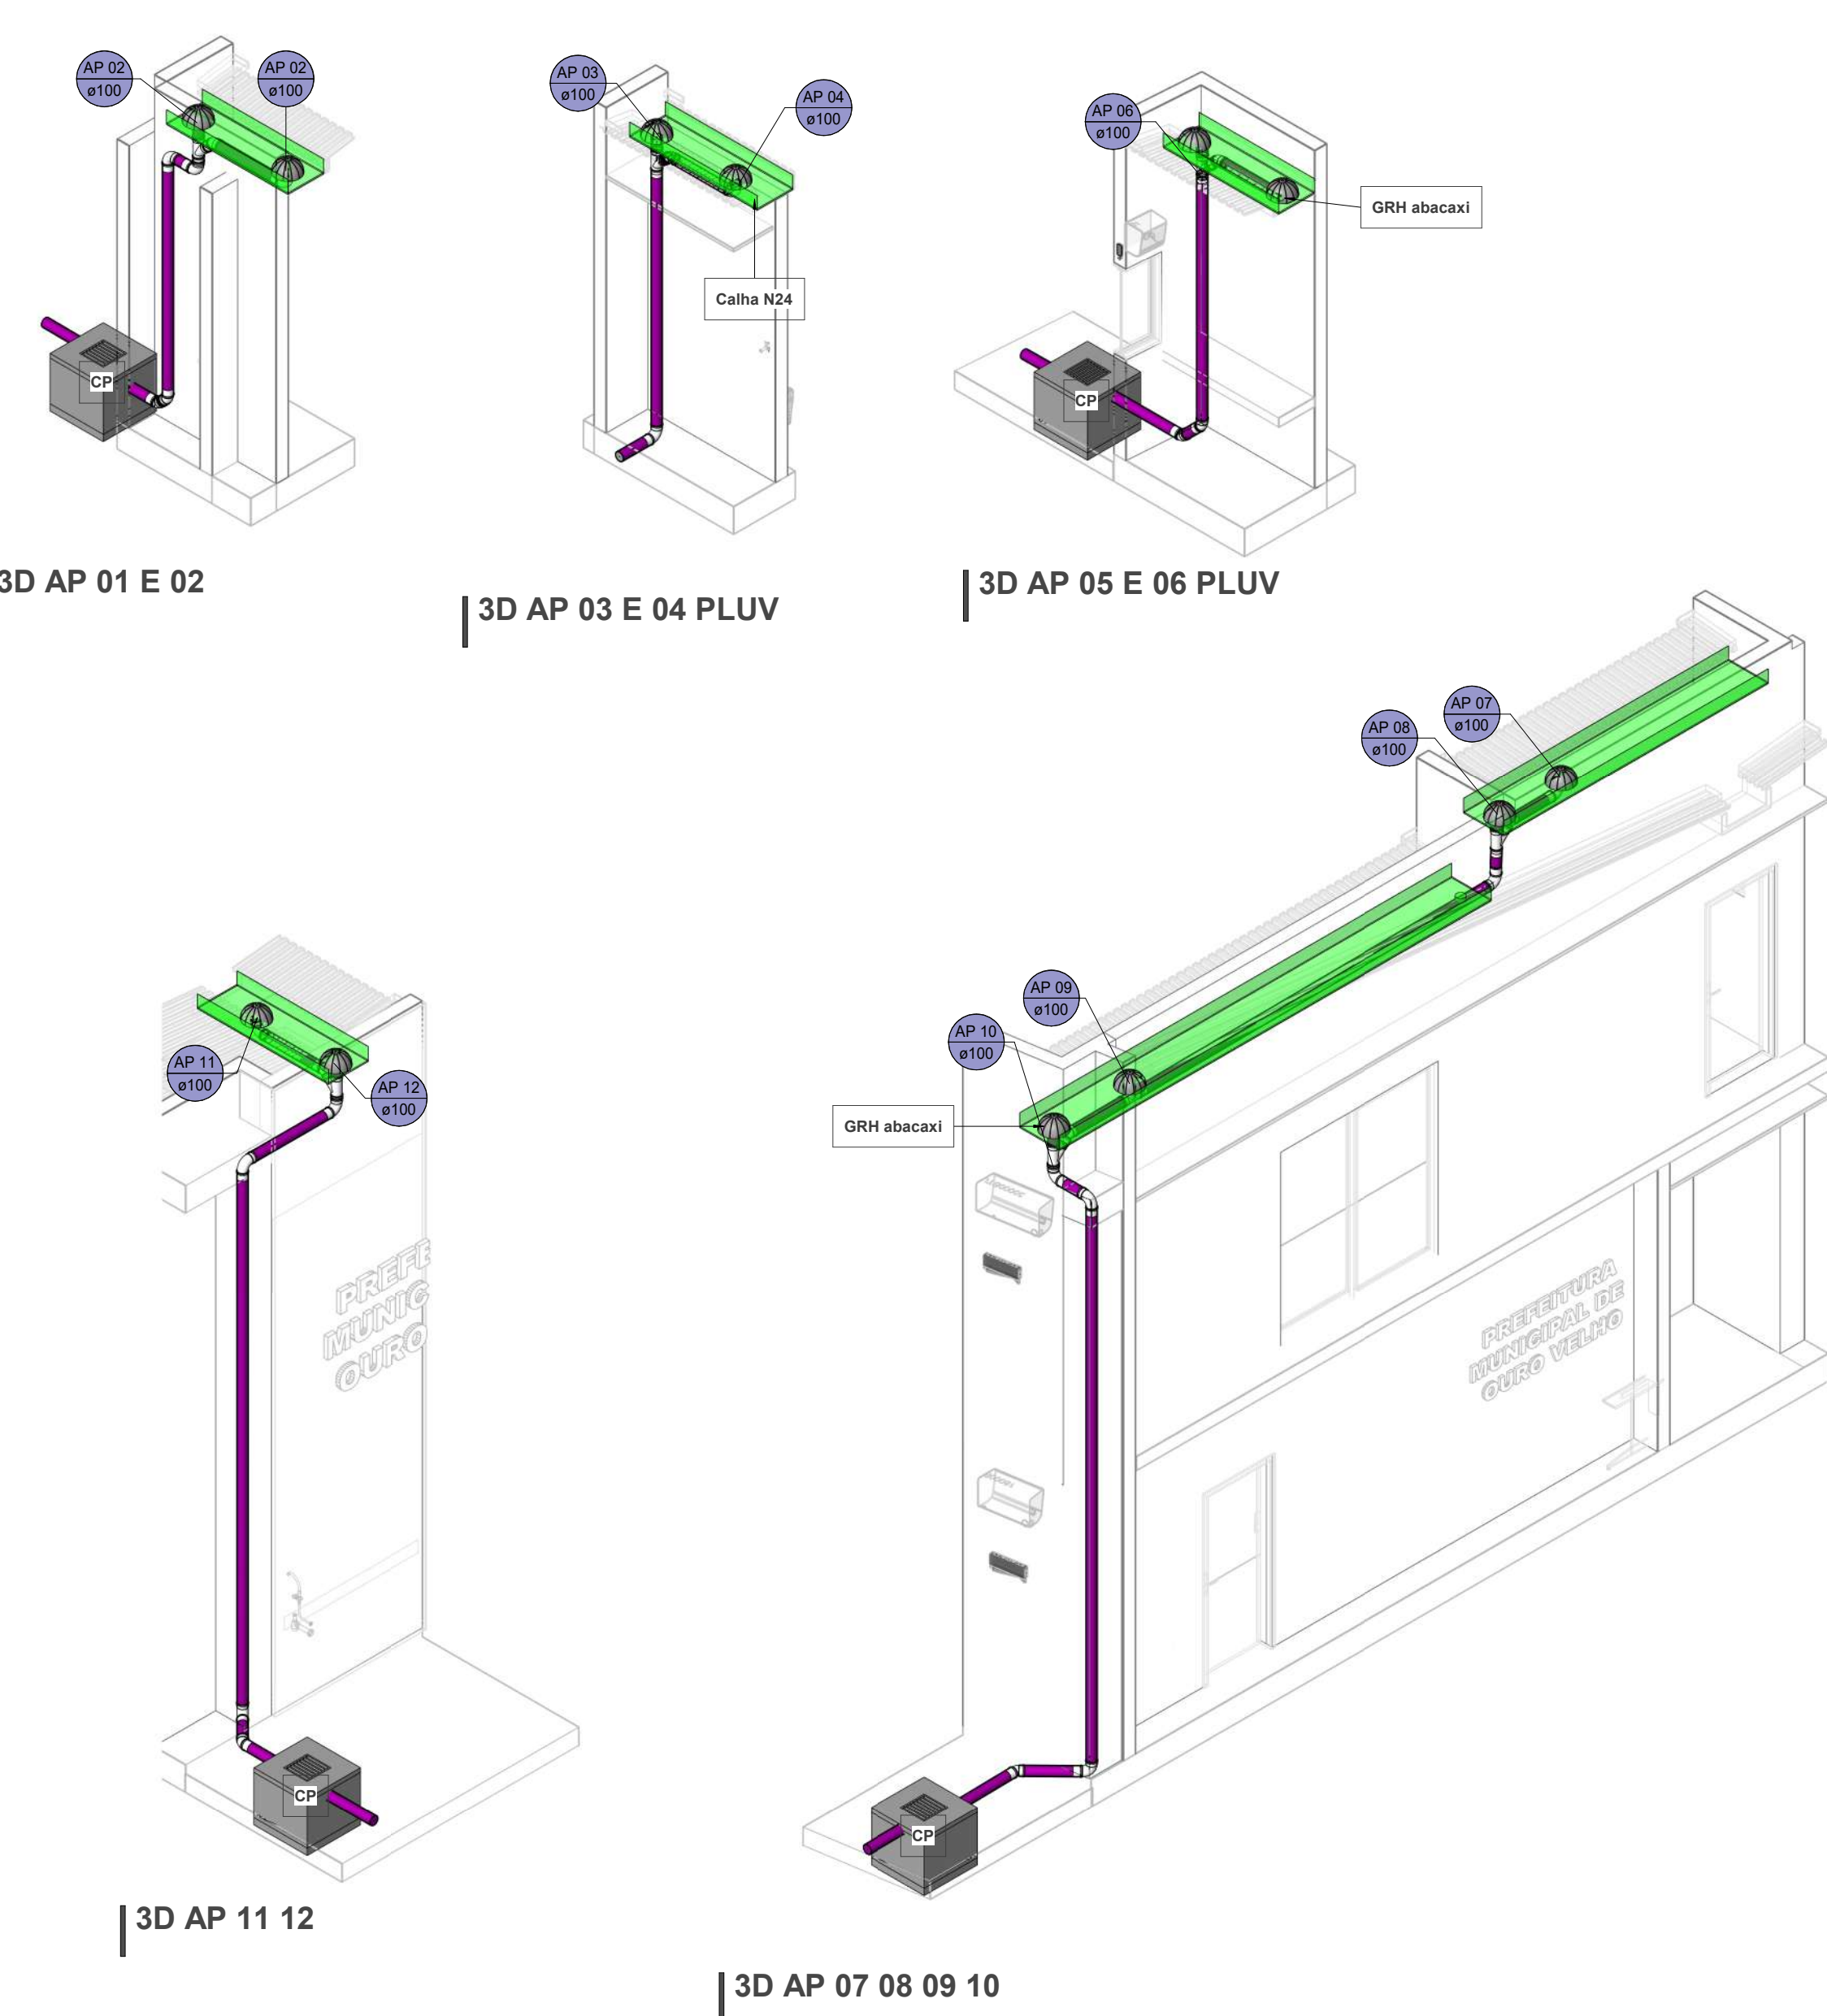 AP 02
ø100
AP 02
ø100
CP
3D AP 01 E 02
AP 03
ø100
AP 04
ø100
Calha N24
3D AP 03 E 04 PLUV
AP 06
ø100
GRH abacaxi
CP
3D AP 05 E 06 PLUV
AP 11
ø100
AP 12
ø100
PREFE
MUNIC
OURO
CP
3D AP 11 12
AP 07
ø100
AP 08
ø100
AP 09
ø100
AP 10
ø100
GRH abacaxi
PREFEITURA
MUNICIPAL DE
OURO VELHO
CP
3D AP 07 08 09 10